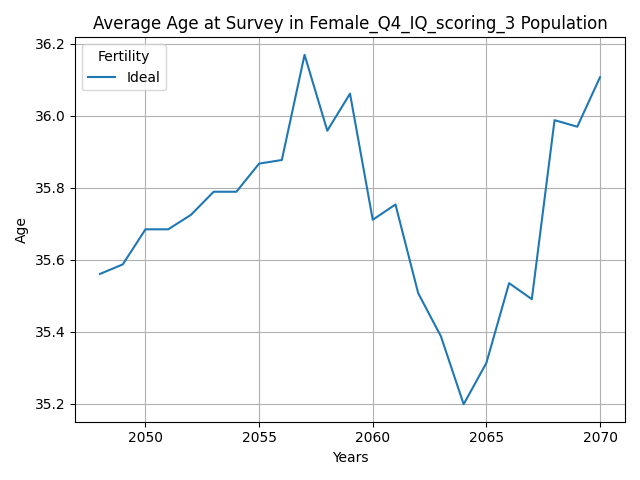 Average Age at Survey in Female_Q4_IQ_scoring_3 Population
Fertility
Ideal
Age
36.2
36.0
35.8
35.6
35.4
35.2
2050 2055 2060 2065 2070
Years